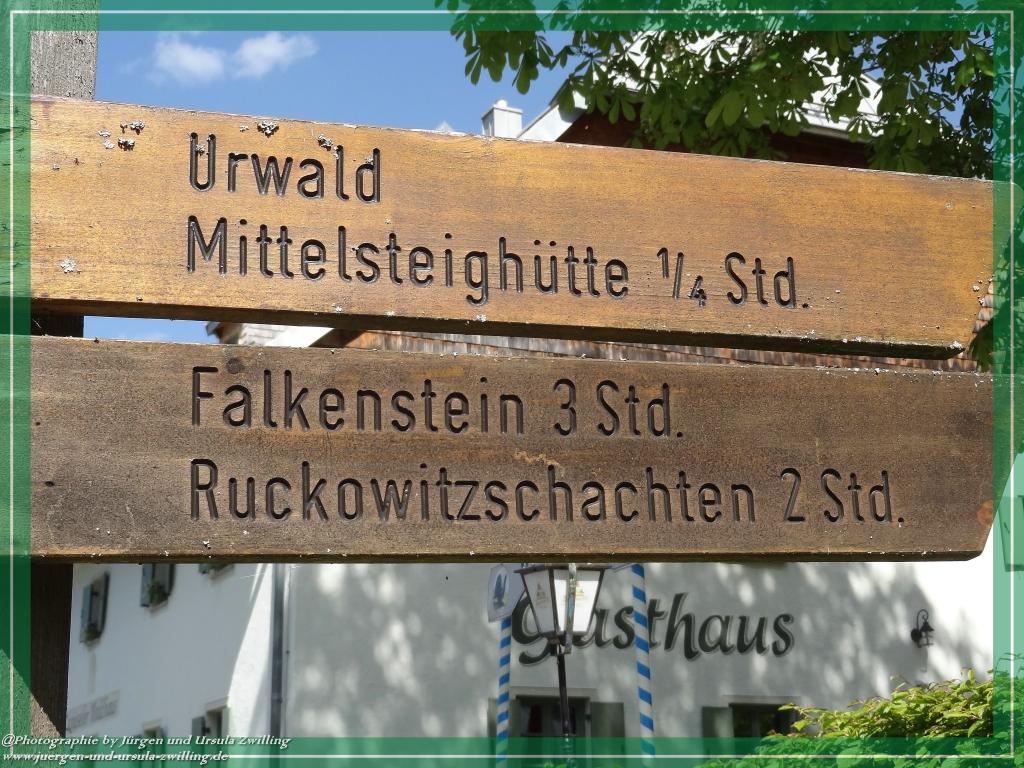 Urwald
Mittelsteighütte 1/4 Std.
Falkenstein 3 Std.
Ruckowitzschachten 2 Std.
Gasthaus
@Photographie by Jürgen und Ursula Zwilling
www.juergen-und-ursula-zwilling.de